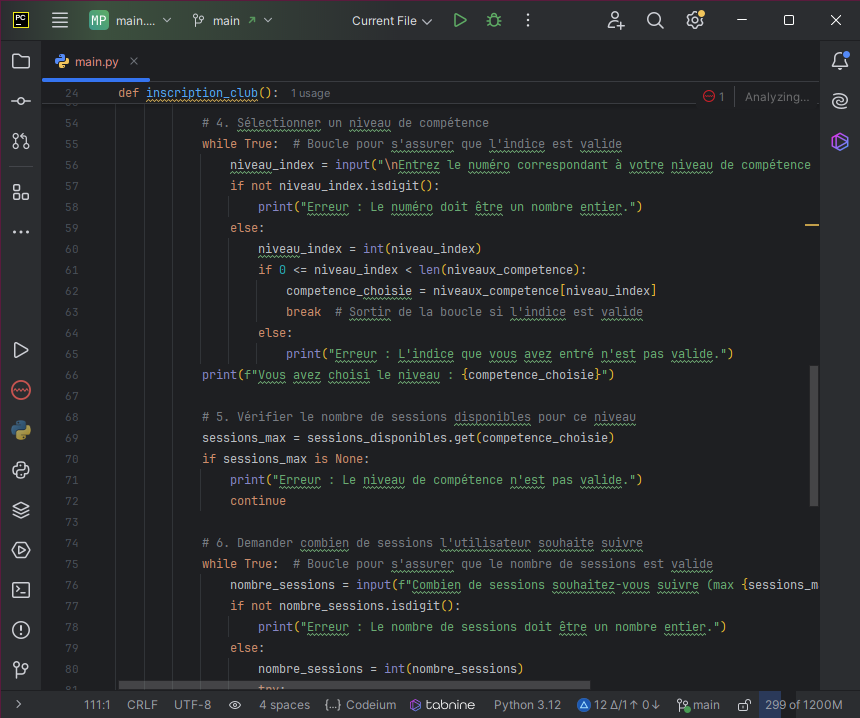 PC
MP main....
main
Current File
main.py
1
Analyzing...
24 def inscription_club(): 1 usage
54 # 4. Sélectionner un niveau de compétence
55 while True: # Boucle pour s'assurer que l'indice est valide
56 niveau_index = input("\nEntrez le numéro correspondant à votre niveau de compétence
57 if not niveau_index.isdigit():
58 print("Erreur : Le numéro doit être un nombre entier.")
59 else:
60 niveau_index = int(niveau_index)
61 if 0 <= niveau_index < len(niveaux_competence):
62 competence_choisie = niveaux_competence[niveau_index]
63 break # Sortir de la boucle si l'indice est valide
64 else:
65 print("Erreur : L'indice que vous avez entré n'est pas valide.")
66 print(f"Vous avez choisi le niveau : {competence_choisie}")
67
68 # 5. Vérifier le nombre de sessions disponibles pour ce niveau
69 sessions_max = sessions_disponibles.get(competence_choisie)
70 if sessions_max is None:
71 print("Erreur : Le niveau de compétence n'est pas valide.")
72 continue
73
74 # 6. Demander combien de sessions l'utilisateur souhaite suivre
75 while True: # Boucle pour s'assurer que le nombre de sessions est valide
76 nombre_sessions = input(f"Combien de sessions souhaitez-vous suivre (max {sessions_m
77 if not nombre_sessions.isdigit():
78 print("Erreur : Le nombre de sessions doit être un nombre entier.")
79 else:
80 nombre_sessions = int(nombre_sessions)
81 try:
111:1 CRLF UTF-8 4 spaces {...} Codeium tabnine Python 3.12 12 Δ/1↑ 0↓ main 299 of 1200M